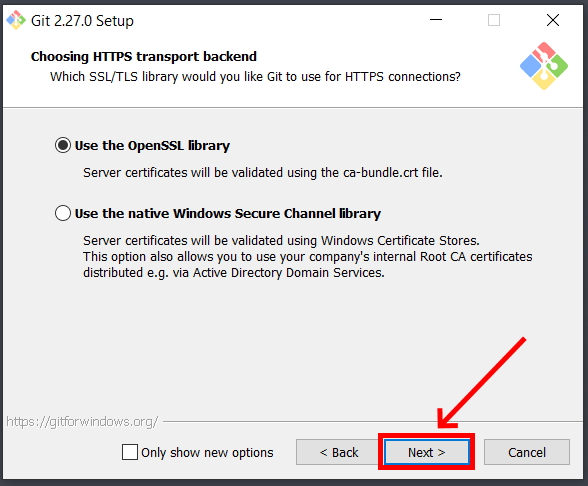 Git 2.27.0 Setup
Choosing HTTPS transport backend
Which SSL/TLS library would you like Git to use for HTTPS connections?
Use the OpenSSL library
Server certificates will be validated using the ca-bundle.crt file.
Use the native Windows Secure Channel library
Server certificates will be validated using Windows Certificate Stores.
This option also allows you to use your company's internal Root CA certificates
distributed e.g. via Active Directory Domain Services.
https://gitforwindows.org/
Only show new options
< Back
Next >
Cancel